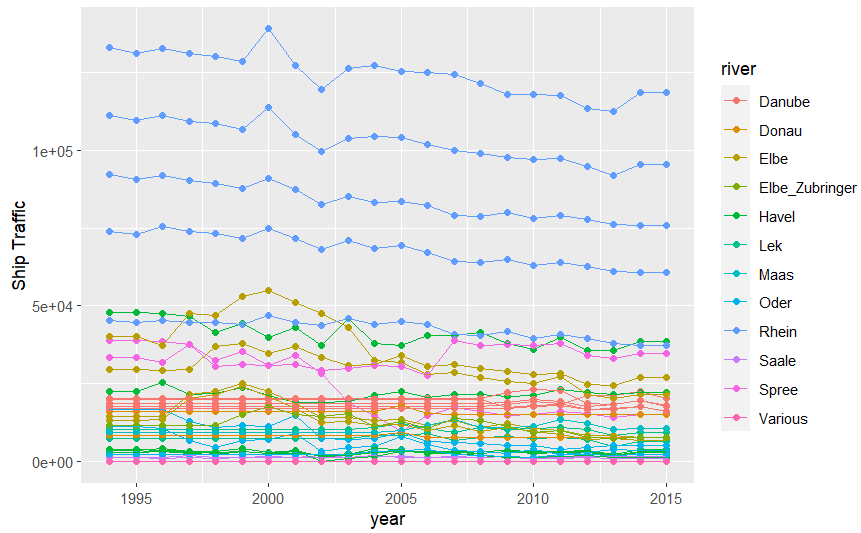 river
Danube
Donau
Elbe
Elbe_Zubringer
Havel
Lek
Maas
Oder
Rhein
Saale
Spree
Various
Ship Traffic
1e+05
5e+04
0e+00
1995 2000 2005 2010 2015
year